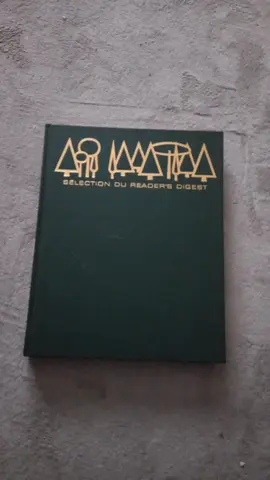 SÉLECTION DU READER'S DIGEST